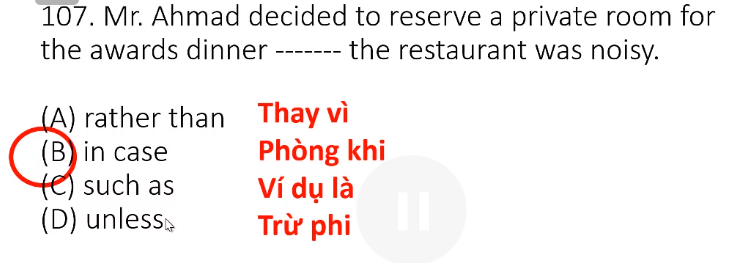 107. Mr. Ahmad decided to reserve a private room for
the awards dinner ------- the restaurant was noisy.
(A) rather than Thay vì
(B) in case Phòng khi
(C) such as Ví dụ là
(D) unless Trừ phi